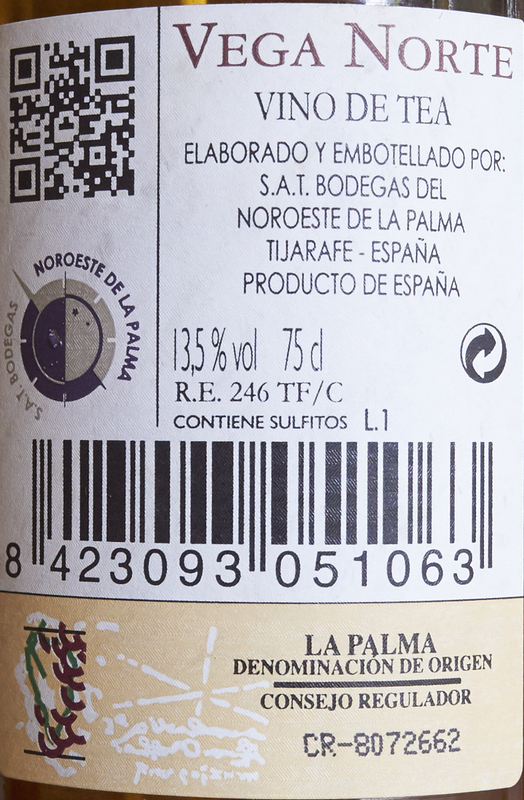 VEGA NORTE
VINO DE TEA
ELABORADO Y EMBOTELLADO POR:
S.A.T. BODEGAS DEL
NOROESTE DE LA PALMA
TIJARAFE - ESPAÑA
PRODUCTO DE ESPAÑA
S.A.T. BODEGAS NOROESTE DE LA PALMA
13,5 % vol 75 cl
R.E. 246 TF/C
CONTIENE SULFITOS L.1
8 423093 051063
LA PALMA
DENOMINACIÓN DE ORIGEN
CONSEJO REGULADOR
CR-8072662